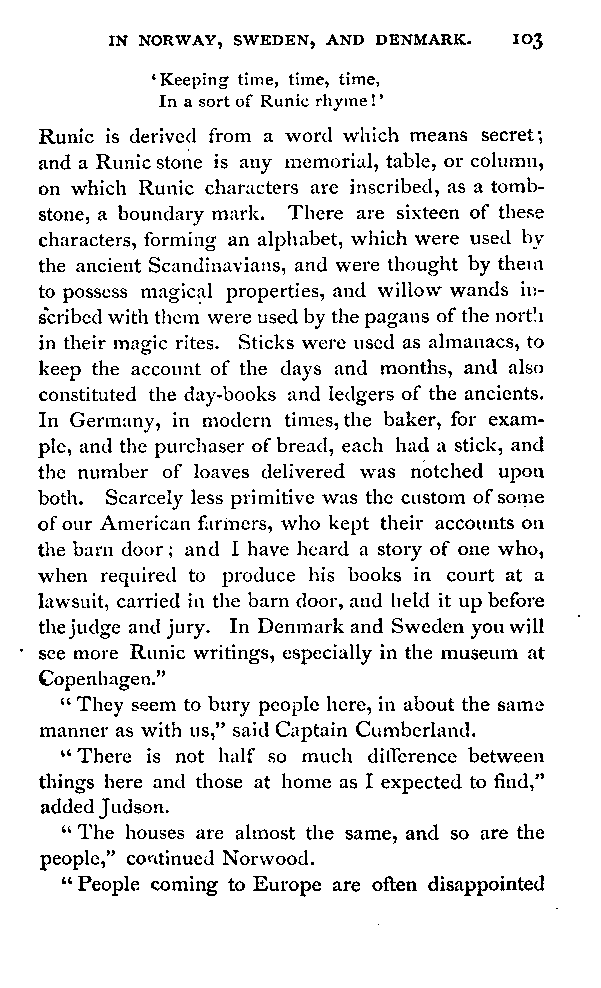 IN NORWAY, SWEDEN, AND DENMARK. 103
‘Keeping time, time, time,
In a sort of Runic rhyme!’
Runic is derived from a word which means secret;
and a Runic stone is any memorial, table, or column,
on which Runic characters are inscribed, as a tomb-
stone, a boundary mark. There are sixteen of these
characters, forming an alphabet, which were used by
the ancient Scandinavians, and were thought by them
to possess magical properties, and willow wands in-
scribed with them were used by the pagans of the north
in their magic rites. Sticks were used as almanacs, to
keep the account of the days and months, and also
constituted the day-books and ledgers of the ancients.
In Germany, in modern times, the baker, for exam-
ple, and the purchaser of bread, each had a stick, and
the number of loaves delivered was notched upon
both. Scarcely less primitive was the custom of some
of our American farmers, who kept their accounts on
the barn door; and I have heard a story of one who,
when required to produce his books in court at a
lawsuit, carried in the barn door, and held it up before
the judge and jury. In Denmark and Sweden you will
see more Runic writings, especially in the museum at
Copenhagen.”
“They seem to bury people here, in about the same
manner as with us,” said Captain Cumberland.
“There is not half so much difference between
things here and those at home as I expected to find,”
added Judson.
“The houses are almost the same, and so are the
people,” continued Norwood.
“People coming to Europe are often disappointed